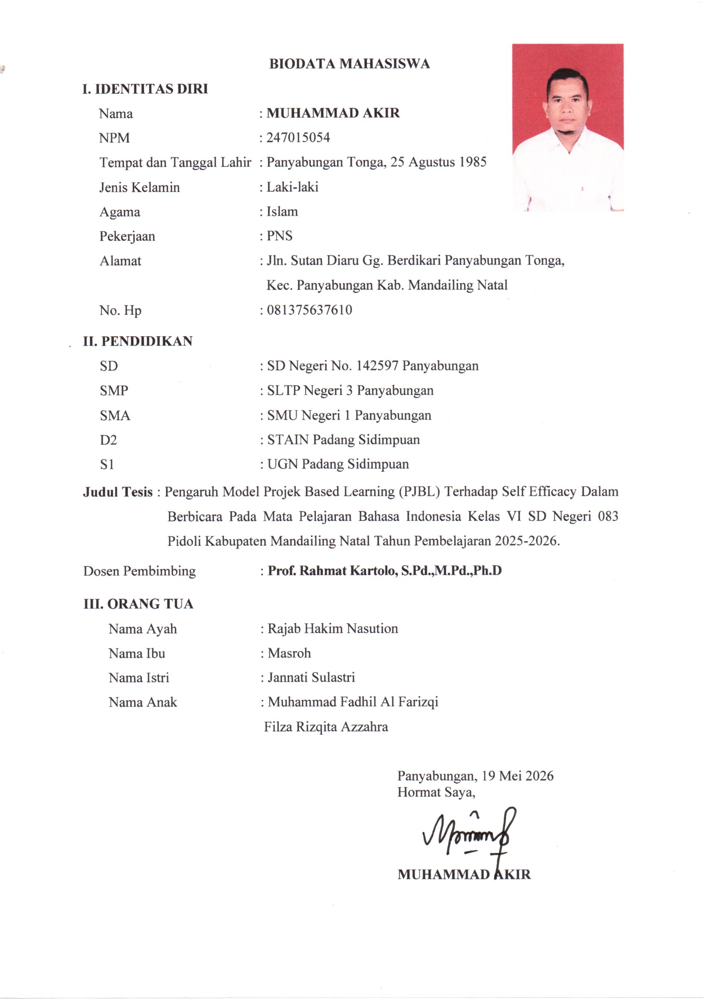 BIODATA MAHASISWA
I. IDENTITAS DIRI
Nama : MUHAMMAD AKIR
NPM : 247015054
Tempat dan Tanggal Lahir : Panyabungan Tonga, 25 Agustus 1985
Jenis Kelamin : Laki-laki
Agama : Islam
Pekerjaan : PNS
Alamat : Jln. Sutan Diaru Gg. Berdikari Panyabungan Tonga,
Kec. Panyabungan Kab. Mandailing Natal
No. Hp : 081375637610
II. PENDIDIKAN
SD : SD Negeri No. 142597 Panyabungan
SMP : SLTP Negeri 3 Panyabungan
SMA : SMU Negeri 1 Panyabungan
D2 : STAIN Padang Sidimpuan
S1 : UGN Padang Sidimpuan
Judul Tesis : Pengaruh Model Projek Based Learning (PJBL) Terhadap Self Efficacy Dalam
Berbicara Pada Mata Pelajaran Bahasa Indonesia Kelas VI SD Negeri 083
Pidoli Kabupaten Mandailing Natal Tahun Pembelajaran 2025-2026.
Dosen Pembimbing : Prof. Rahmat Kartolo, S.Pd.,M.Pd.,Ph.D
III. ORANG TUA
Nama Ayah : Rajab Hakim Nasution
Nama Ibu : Masroh
Nama Istri : Jannati Sulastri
Nama Anak : Muhammad Fadhil Al Farizqi
Filza Rizqita Azzahra
Panyabungan, 19 Mei 2026
Hormat Saya,
MUHAMMAD AKIR